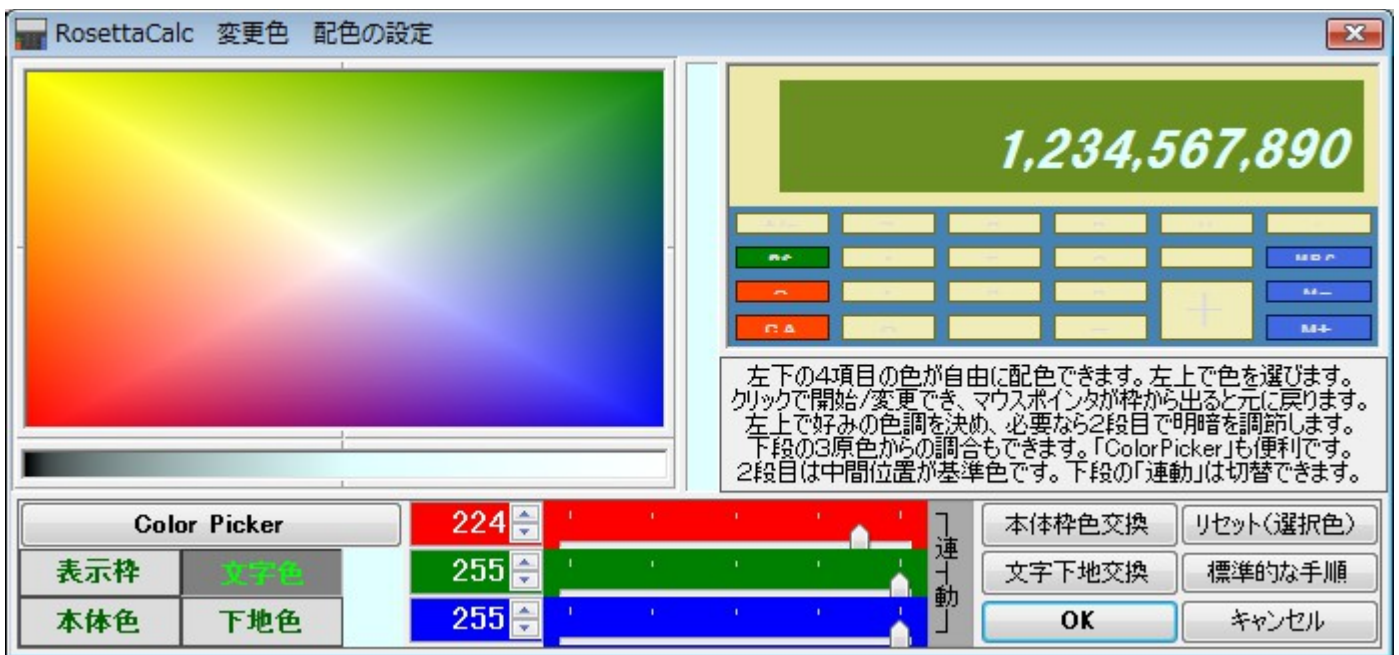 RosettaCalc 変更色 配色の設定
1,234,567,890
MRC
C
M-
+
CA
M+
左下の4項目の色が自由に配色できます。左上で色を選びます。
クリックで開始/変更でき、マウスポインタが枠から出ると元に戻ります。
左上で好みの色調を決め、必要なら2段目で明暗を調節します。
下段の3原色からの調合もできます。「ColorPicker」も便利です。
2段目は中間位置が基準色です。下段の「連動」は切替できます。
Color Picker
224
連動
本体枠色交換
リセット(選択色)
表示枠
文字色
255
文字下地交換
標準的な手順
本体色
下地色
255
OK
キャンセル